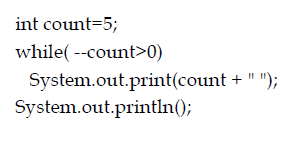 int count=5;
while( --count>0)
System.out.print(count + " ");
System.out.println();